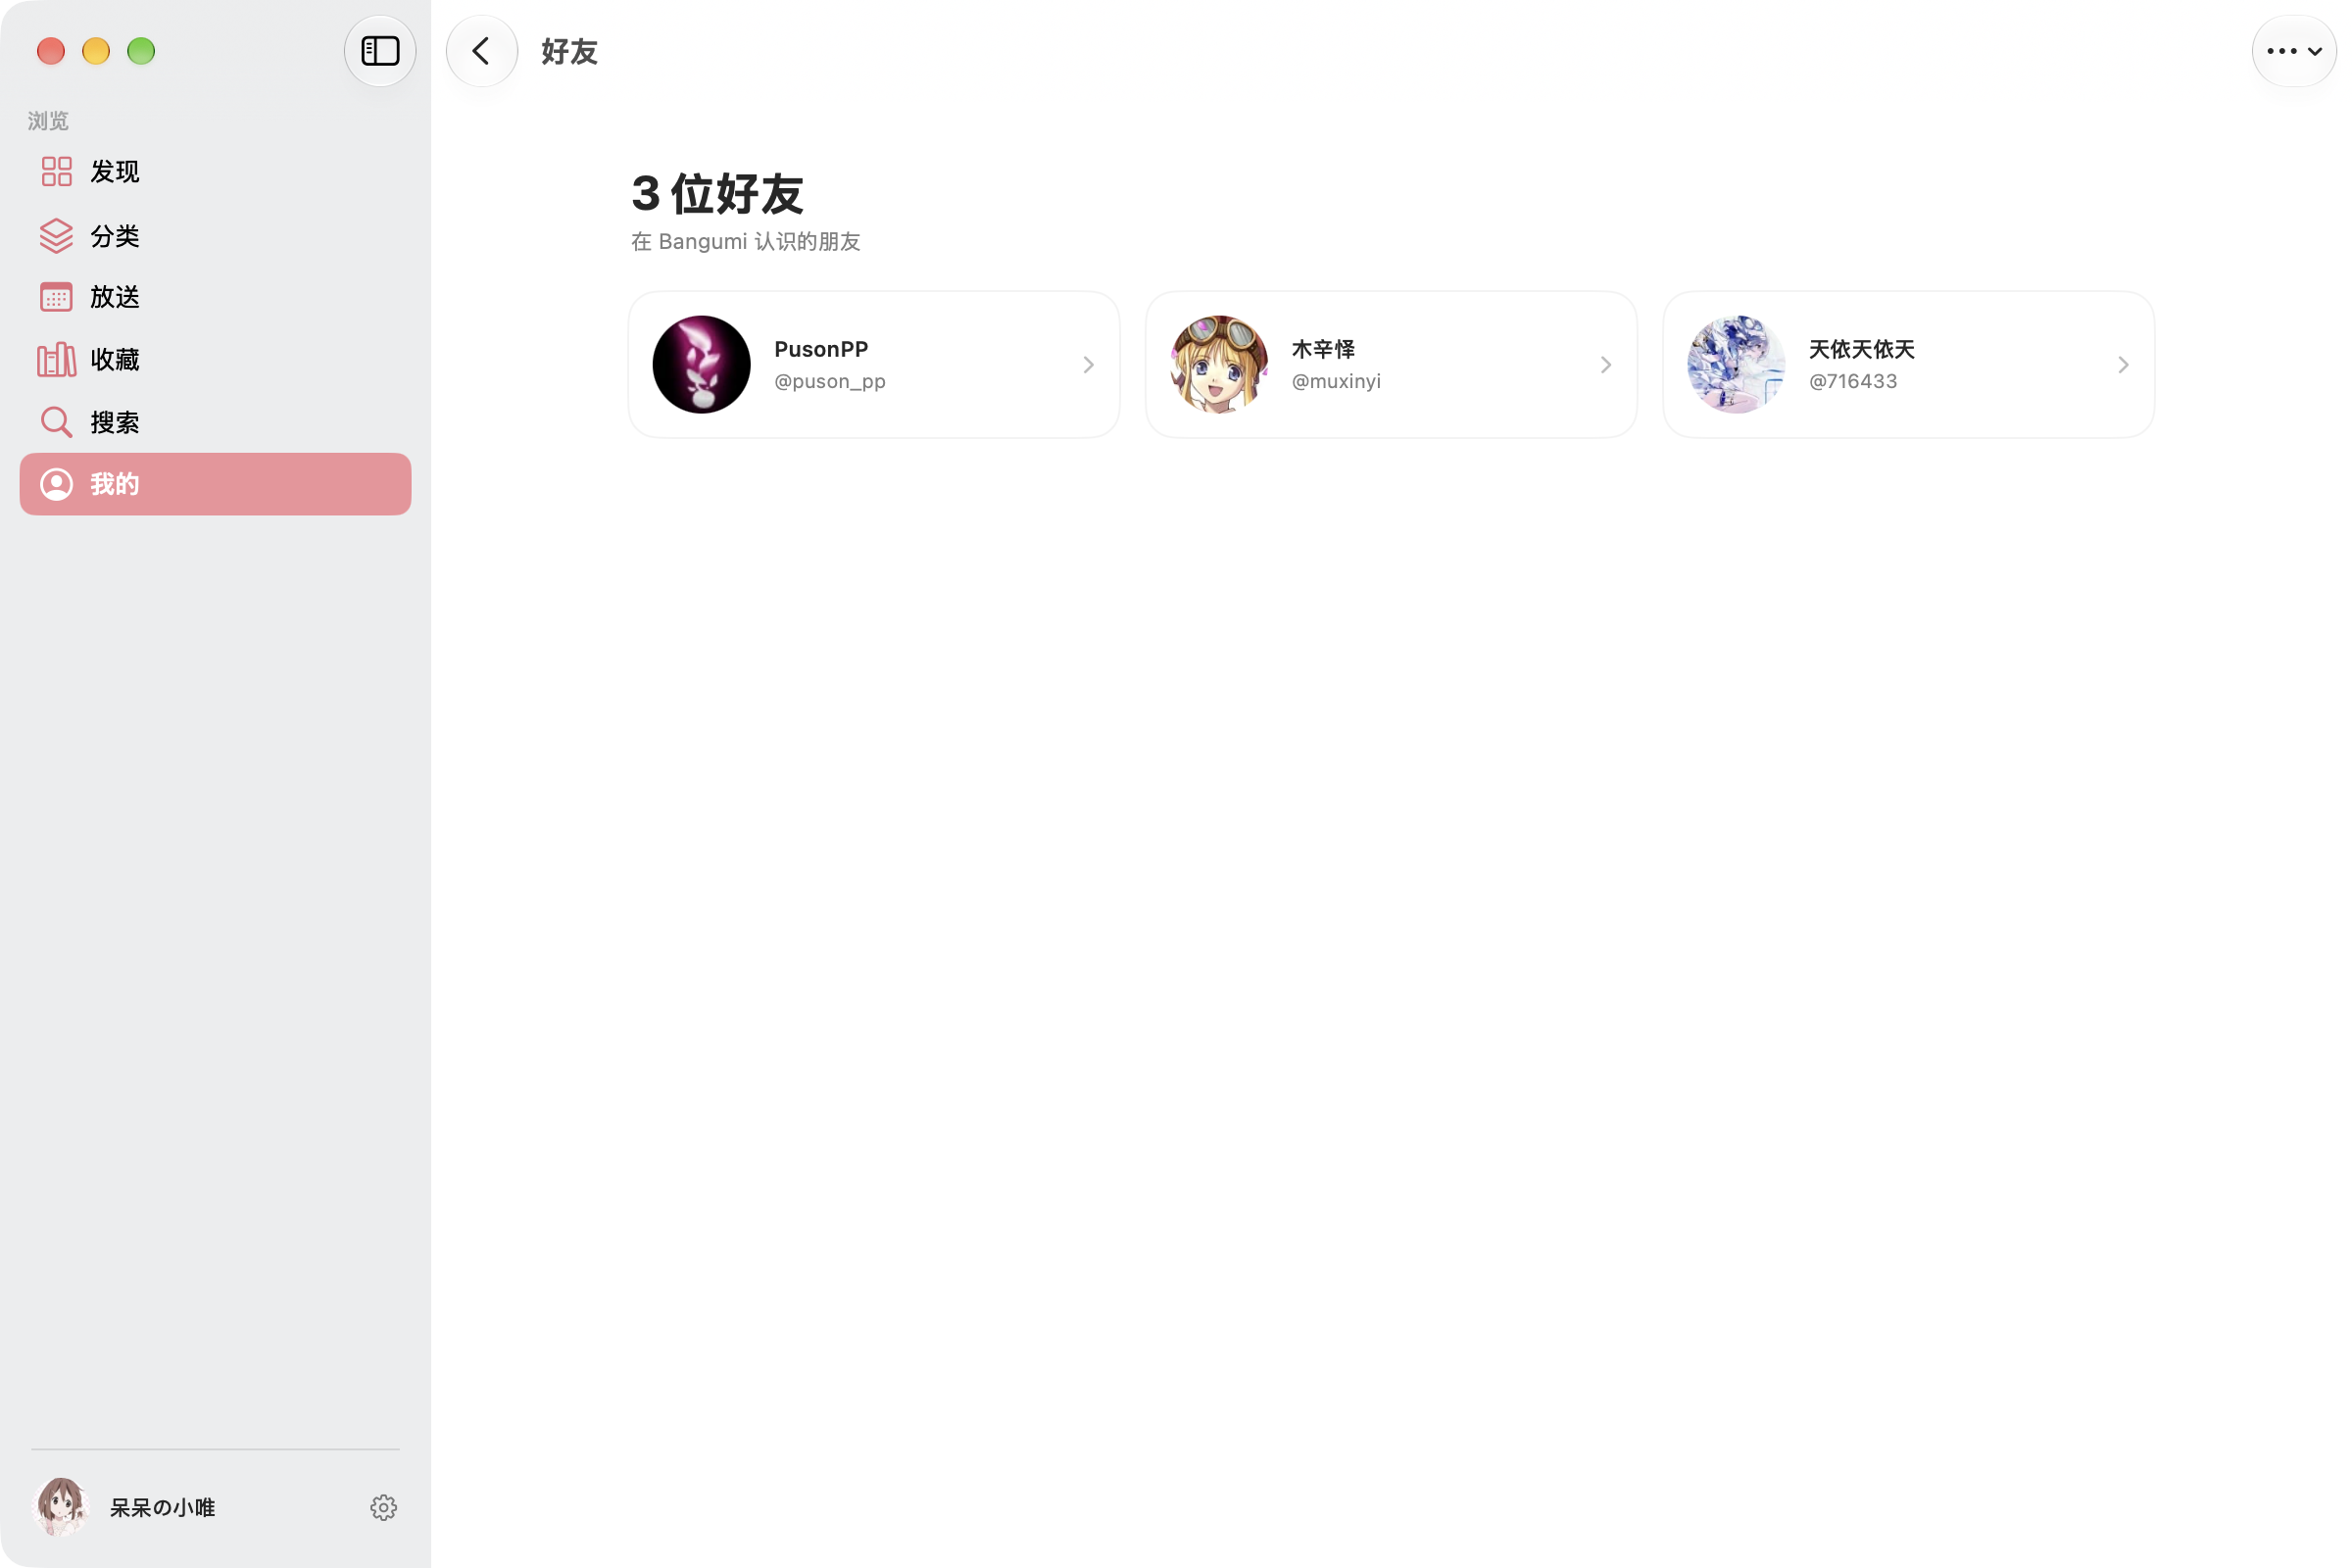 好友
浏览
发现
分类
放送
收藏
搜索
我的
3 位好友
在 Bangumi 认识的朋友
PusonPP
@puson_pp
木辛怿
@muxinyi
天依天依天
@716433
呆呆の小唯